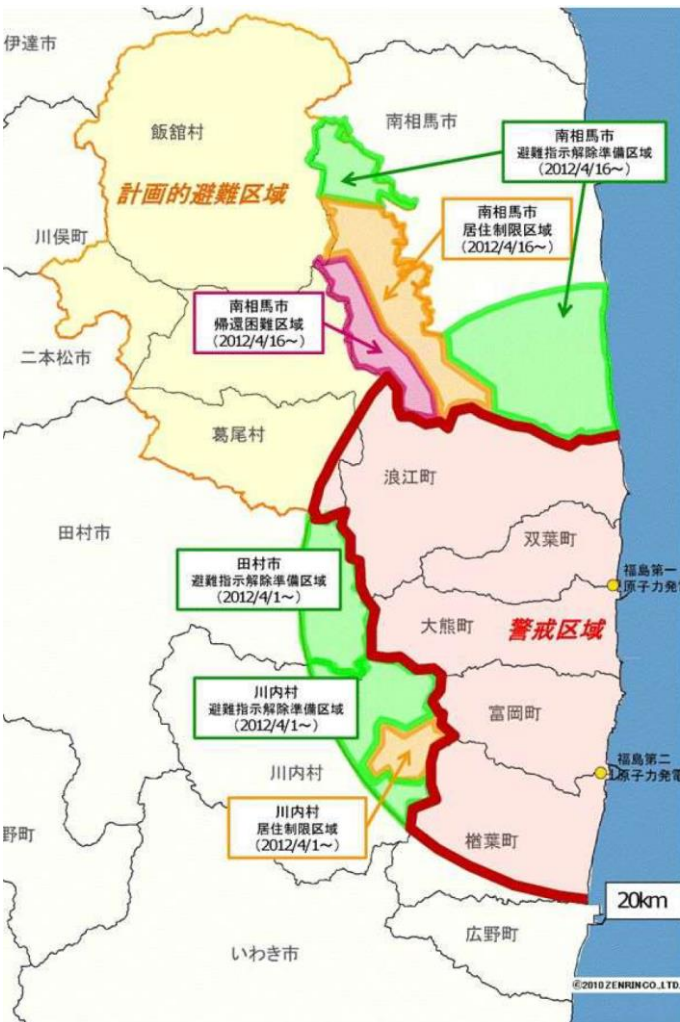 伊達市
飯舘村
南相馬市
南相馬市
避難指示解除準備区域
(2012/4/16～)
計画的避難区域
南相馬市
居住制限区域
(2012/4/16～)
川俣町
南相馬市
帰還困難区域
(2012/4/16～)
二本松市
葛尾村
浪江町
田村市
双葉町
田村市
避難指示解除準備区域
(2012/4/1～)
福島第一
原子力発電
大熊町
警戒区域
川内村
避難指示解除準備区域
(2012/4/1～)
富岡町
福島第二
原子力発電
川内村
川内村
居住制限区域
(2012/4/1～)
野町
楢葉町
20km
広野町
いわき市
©2010 ZENRIN CO., LTD.